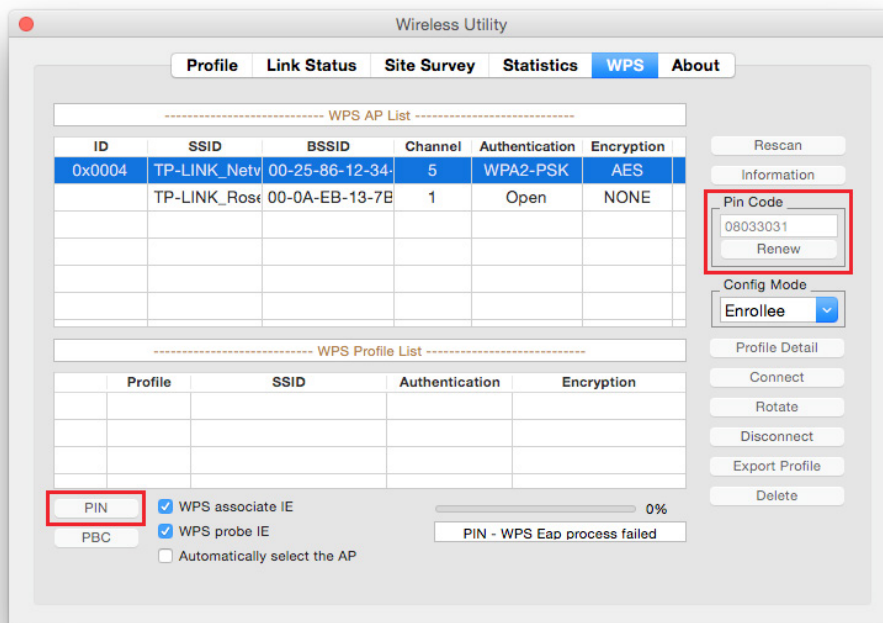 Wireless Utility
Profile Link Status Site Survey Statistics WPS About
---------------------------- WPS AP List ----------------------------
ID SSID BSSID Channel Authentication Encryption
0x0004 TP-LINK_Netw 00-25-86-12-34- 5 WPA2-PSK AES
TP-LINK_Rose 00-0A-EB-13-7B 1 Open NONE
Rescan
Information
Pin Code
08033031
Renew
Config Mode
Enrollee
---------------------------- WPS Profile List ----------------------------
Profile SSID Authentication Encryption
Profile Detail
Connect
Rotate
Disconnect
Export Profile
Delete
PIN
PBC
WPS associate IE
WPS probe IE
Automatically select the AP
0%
PIN - WPS Eap process failed